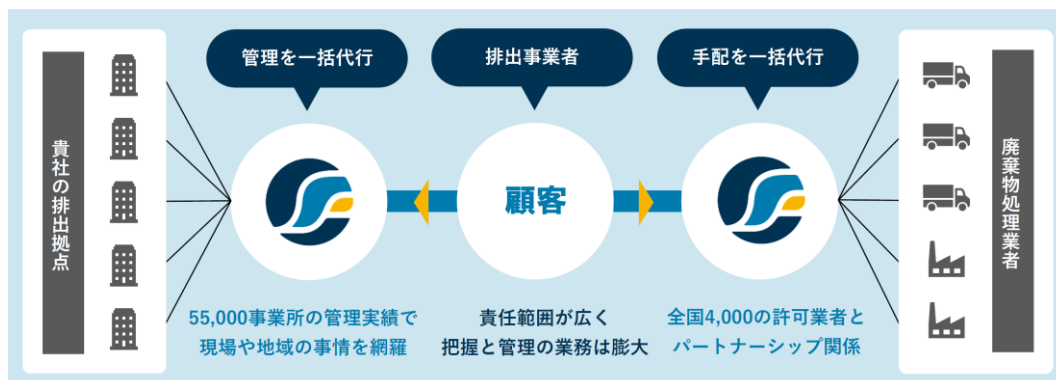 管理を一括代行
排出事業者
手配を一括代行
貴社の排出拠点
顧客
廃棄物処理業者
55,000事業所の管理実績で
現場や地域の事情を網羅
責任範囲が広く
把握と管理の業務は膨大
全国4,000の許可業者と
パートナーシップ関係